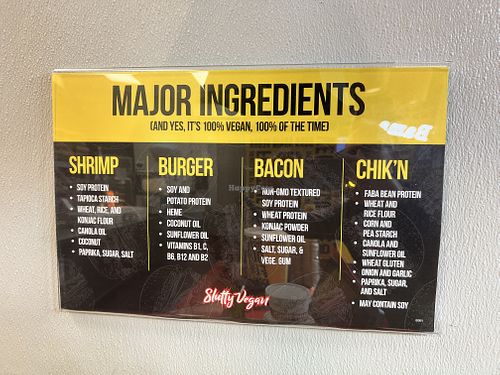 MAJOR INGREDIENTS
(AND YES, IT'S 100% VEGAN, 100% OF THE TIME)
SHRIMP
• SOY PROTEIN
• TAPIOCA STARCH
• WHEAT, RICE, AND
KONJAC FLOUR
• CANOLA OIL
• COCONUT
• PAPRIKA, SUGAR, SALT
BURGER
• SOY AND
POTATO PROTEIN
• HEME
• COCONUT OIL
• SUNFLOWER OIL
• VITAMINS B1, C,
B6, B12 AND B2
BACON
• NON-GMO TEXTURED
SOY PROTEIN
• WHEAT PROTEIN
• KONJAC POWDER
• SUNFLOWER OIL
• SALT, SUGAR, &
VEGE. GUM
CHIK'N
• FABA BEAN PROTEIN
• WHEAT AND
RICE FLOUR
• CORN AND
PEA STARCH
• CANOLA AND
SUNFLOWER OIL
• WHEAT GLUTEN
• ONION AND GARLIC
• PAPRIKA, SUGAR,
AND SALT
• MAY CONTAIN SOY
Slutty Vegan
HappyCow